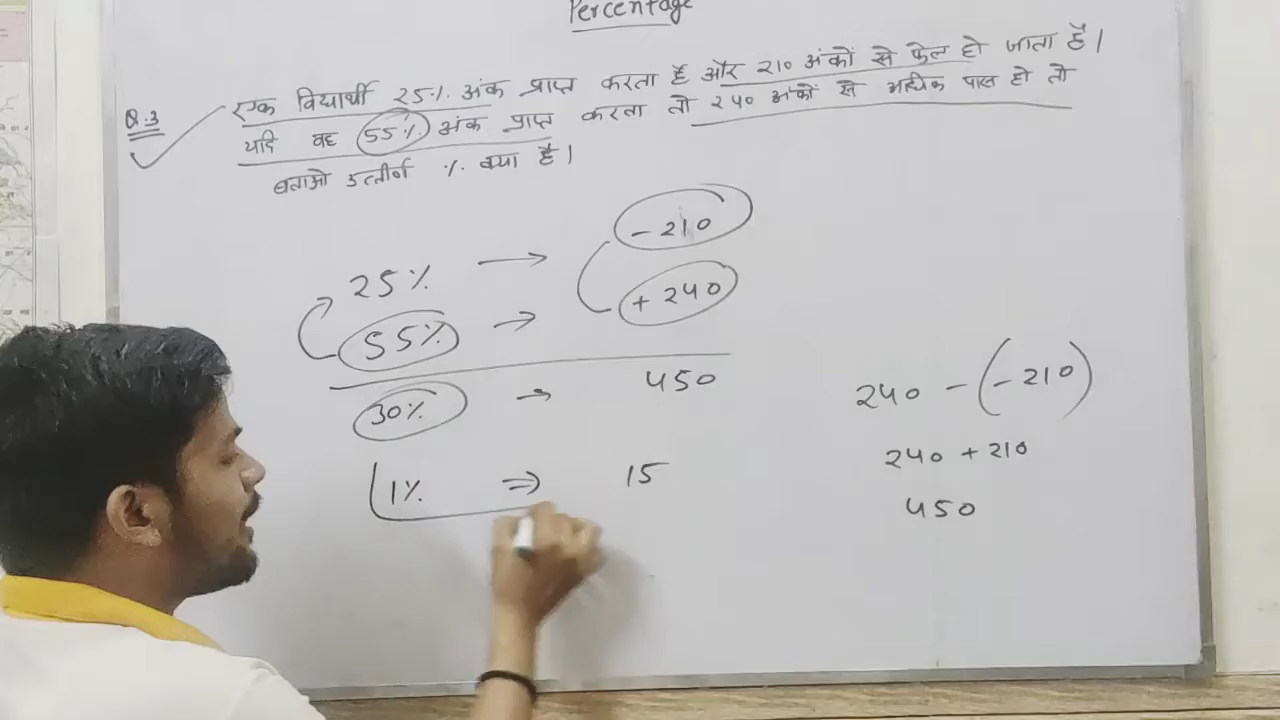 Percentage
Q.3 एक विद्यार्थी 25% अंक प्राप्त करता है और 210 अंकों से फेल हो जाता है।
यदि वह 55% अंक प्राप्त करता तो 240 अंकों से अधिक पास हो तो
बताओ उत्तीर्ण % क्या है।
25% → - 210
55% → + 240
30% → 450
1% ⇒ 15
240 - (- 210)
240 + 210
450